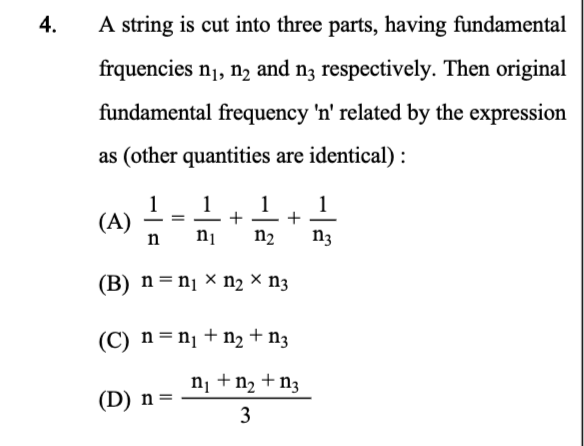 4. A string is cut into three parts, having fundamental
frquencies n₁, n₂ and n₃ respectively. Then original
fundamental frequency 'n' related by the expression
as (other quantities are identical) :
(A) 1/n = 1/n₁ + 1/n₂ + 1/n₃
(B) n = n₁ × n₂ × n₃
(C) n = n₁ + n₂ + n₃
(D) n = (n₁ + n₂ + n₃)/3